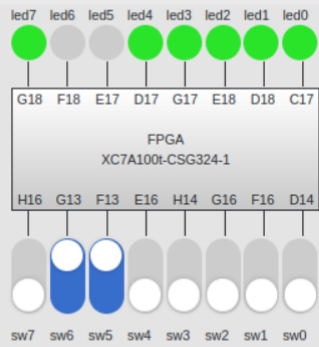 led7 led6 led5 led4 led3 led2 led1 led0
G18 F18 E17 D17 G17 E18 D18 C17
FPGA
XC7A100t-CSG324-1
H16 G13 F13 E16 H14 G16 F16 D14
sw7 sw6 sw5 sw4 sw3 sw2 sw1 sw0